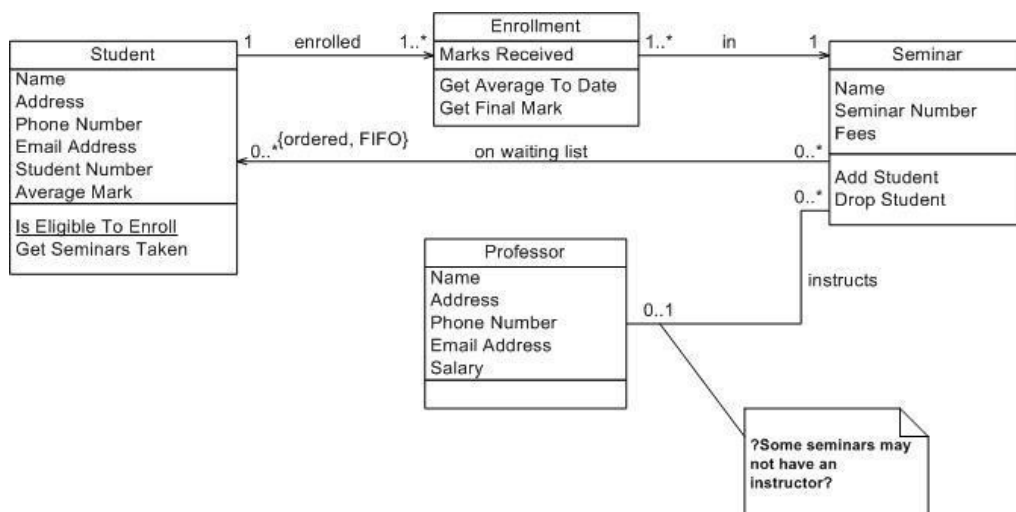 Student
Name
Address
Phone Number
Email Address
Student Number
Average Mark
Is Eligible To Enroll
Get Seminars Taken
1 enrolled 1..*
Enrollment
Marks Received
Get Average To Date
Get Final Mark
1..* in 1
Seminar
Name
Seminar Number
Fees
Add Student
Drop Student
{ordered, FIFO}
0..* on waiting list 0..*
0..*
instructs
0..1
Professor
Name
Address
Phone Number
Email Address
Salary
?Some seminars may
not have an
instructor?